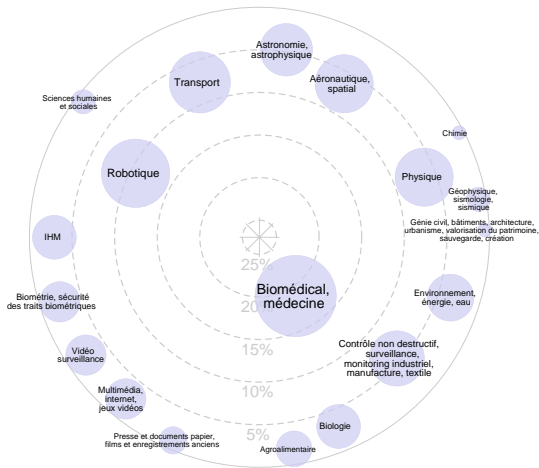 Astronomie,
astrophysique
Transport
Aéronautique,
spatial
Sciences humaines
et sociales
Chimie
Robotique
Physique
Géophysique,
sismologie,
sismique
Génie civil, bâtiments, architecture,
urbanisme, valorisation du patrimoine,
sauvegarde, création
IHM
25%
Biomédical,
médecine
20%
Environnement,
énergie, eau
Biométrie, sécurité
des traits biométriques
Contrôle non destructif,
surveillance,
monitoring industriel,
manufacture, textile
15%
Vidéo
surveillance
10%
Multimédia,
internet,
jeux vidéos
Biologie
5%
Presse et documents papier,
films et enregistrements anciens
Agroalimentaire